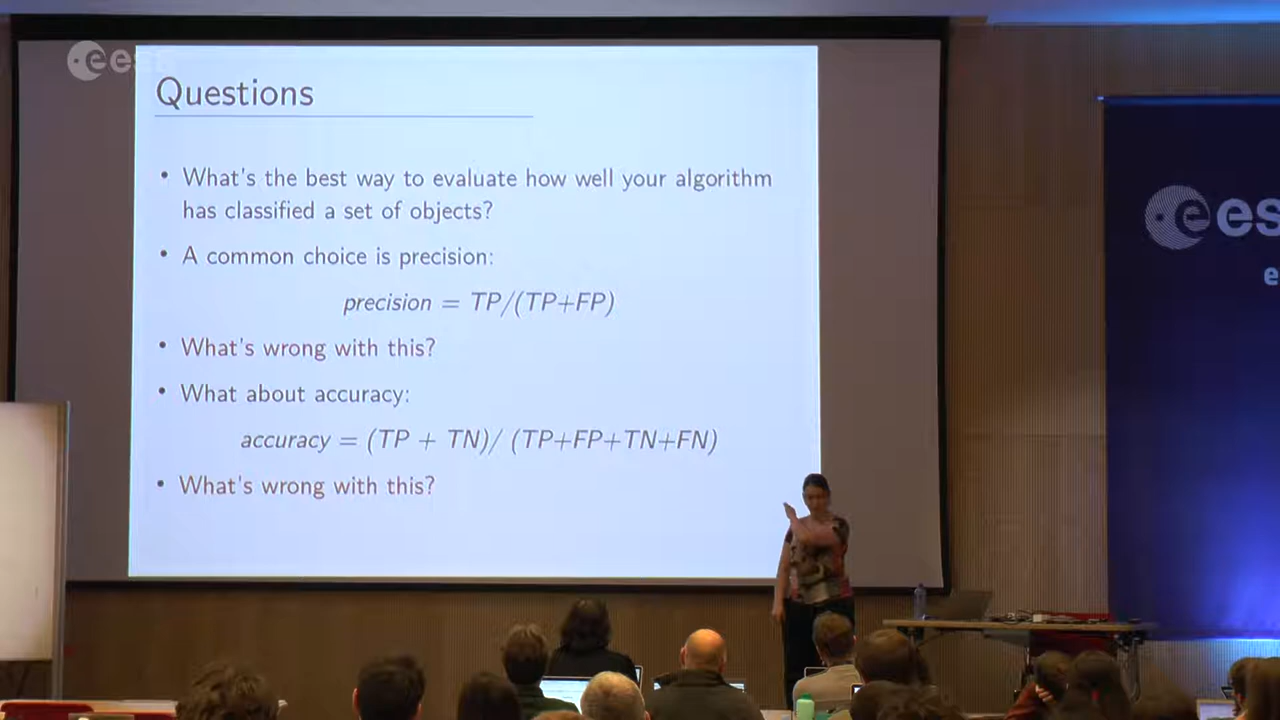 esa
Questions
• What's the best way to evaluate how well your algorithm
has classified a set of objects?
• A common choice is precision:
precision = TP/(TP+FP)
• What's wrong with this?
• What about accuracy:
accuracy = (TP + TN)/ (TP+FP+TN+FN)
• What's wrong with this?
es
e